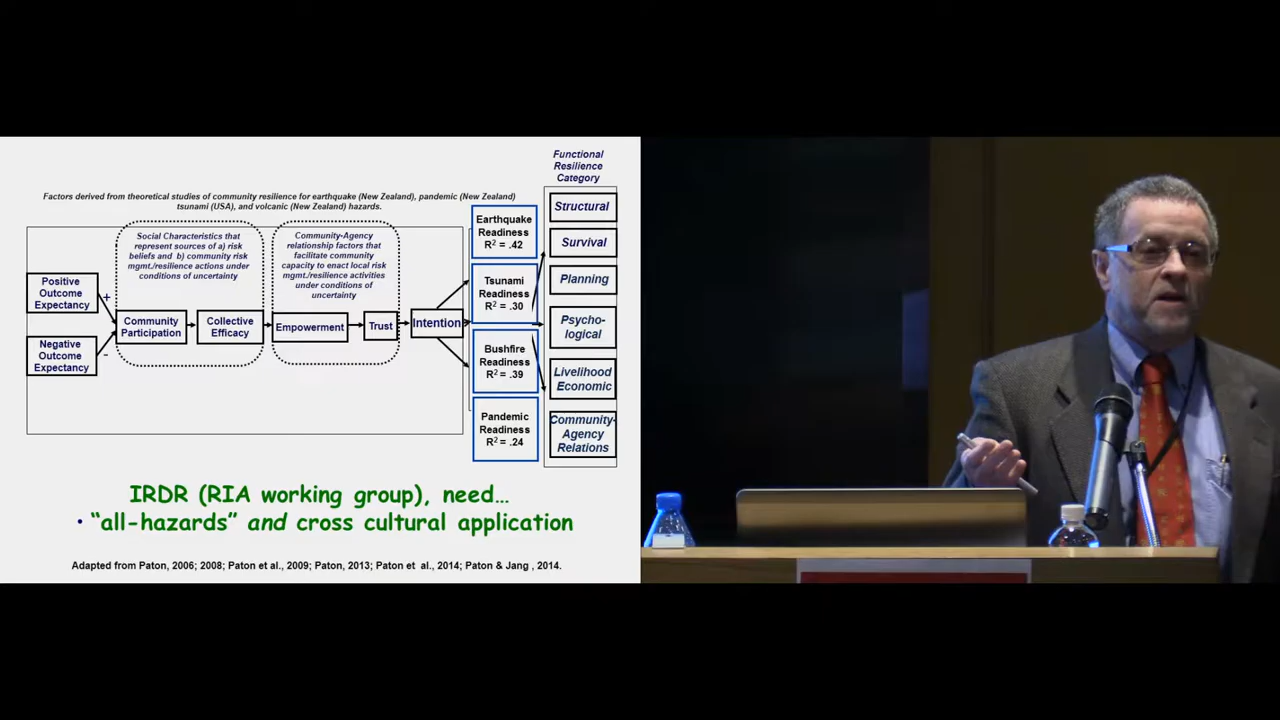 Functional
Resilience
Category
Factors derived from theoretical studies of community resilience for earthquake (New Zealand), pandemic (New Zealand)
tsunami (USA), and volcanic (New Zealand) hazards.
Positive
Outcome
Expectancy
+
Negative
Outcome
Expectancy
-
Social Characteristics that
represent sources of a) risk
beliefs and b) community risk
mgmt./resilience actions under
conditions of uncertainty
Community
Participation
Collective
Efficacy
Community-Agency
relationship factors that
facilitate community
capacity to enact local risk
mgmt./resilience activities
under conditions of
uncertainty
Empowerment
Trust
Intention
Earthquake
Readiness
R² = .42
Tsunami
Readiness
R² = .30
Bushfire
Readiness
R² = .39
Pandemic
Readiness
R² = .24
Structural
Survival
Planning
Psycho-
logical
Livelihood
Economic
Community-
Agency
Relations
IRDR (RIA working group), need…
• “all-hazards” and cross cultural application
Adapted from Paton, 2006; 2008; Paton et al., 2009; Paton, 2013; Paton et al., 2014; Paton & Jang , 2014.